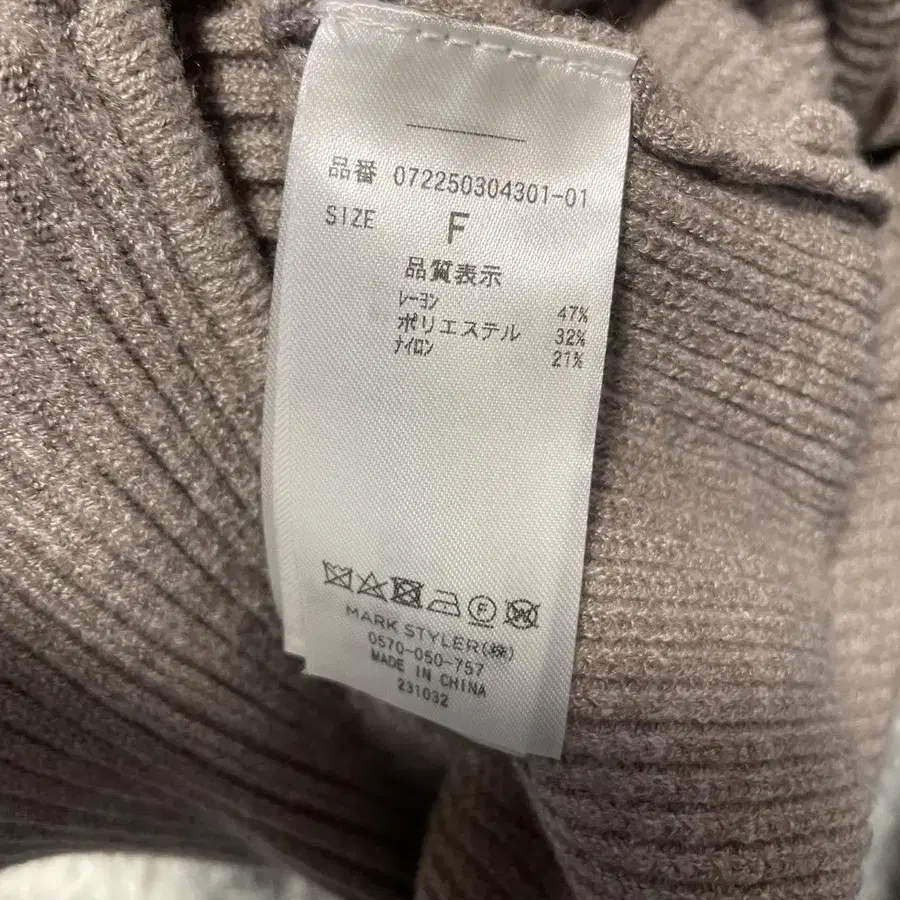 品番 072250304301-01
SIZE F
品質表示
ﾚｰﾖﾝ 47%
ポリエステル 32%
ﾅｲﾛﾝ 21%
F W
MARK STYLER(株)
0570-050-757
MADE IN CHINA
231032